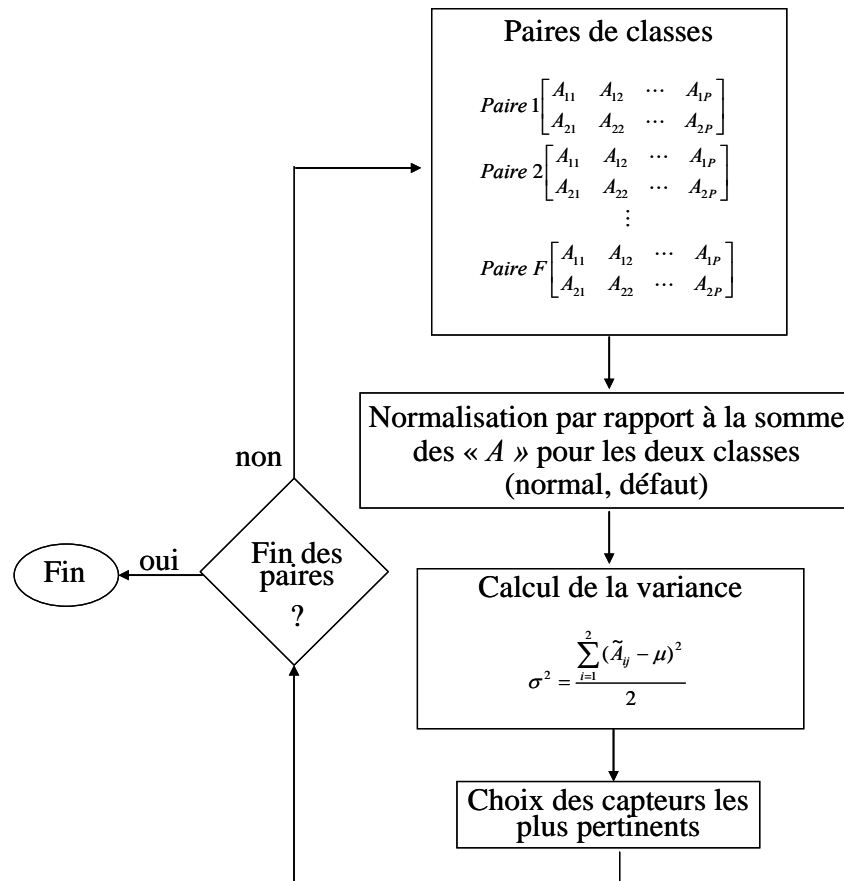 Paires de classes
Paire 1 [A₁₁ A₁₂ ⋯ A₁P
A₂₁ A₂₂ ⋯ A₂P]
Paire 2 [A₁₁ A₁₂ ⋯ A₁P
A₂₁ A₂₂ ⋯ A₂P]
⋮
Paire F [A₁₁ A₁₂ ⋯ A₁P
A₂₁ A₂₂ ⋯ A₂P]
Normalisation par rapport à la somme
des « A » pour les deux classes
(normal, défaut)
non
Fin des
paires
?
oui
Fin
Calcul de la variance
σ² = ∑ i=1 2 (Ãij − μ)² / 2
Choix des capteurs les
plus pertinents